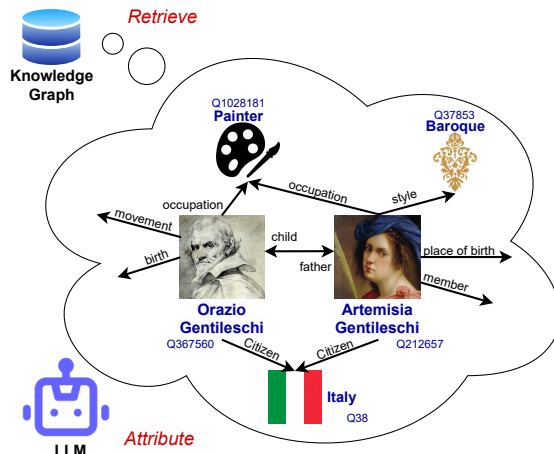 Retrieve
Knowledge
Graph
Q1028181
Painter
Q37853
Baroque
occupation
occupation
style
movement
birth
child
father
place of birth
member
Orazio
Gentileschi
Q367560
Artemisia
Gentileschi
Q212657
Citizen
Citizen
Italy
Q38
LLM
Attribute